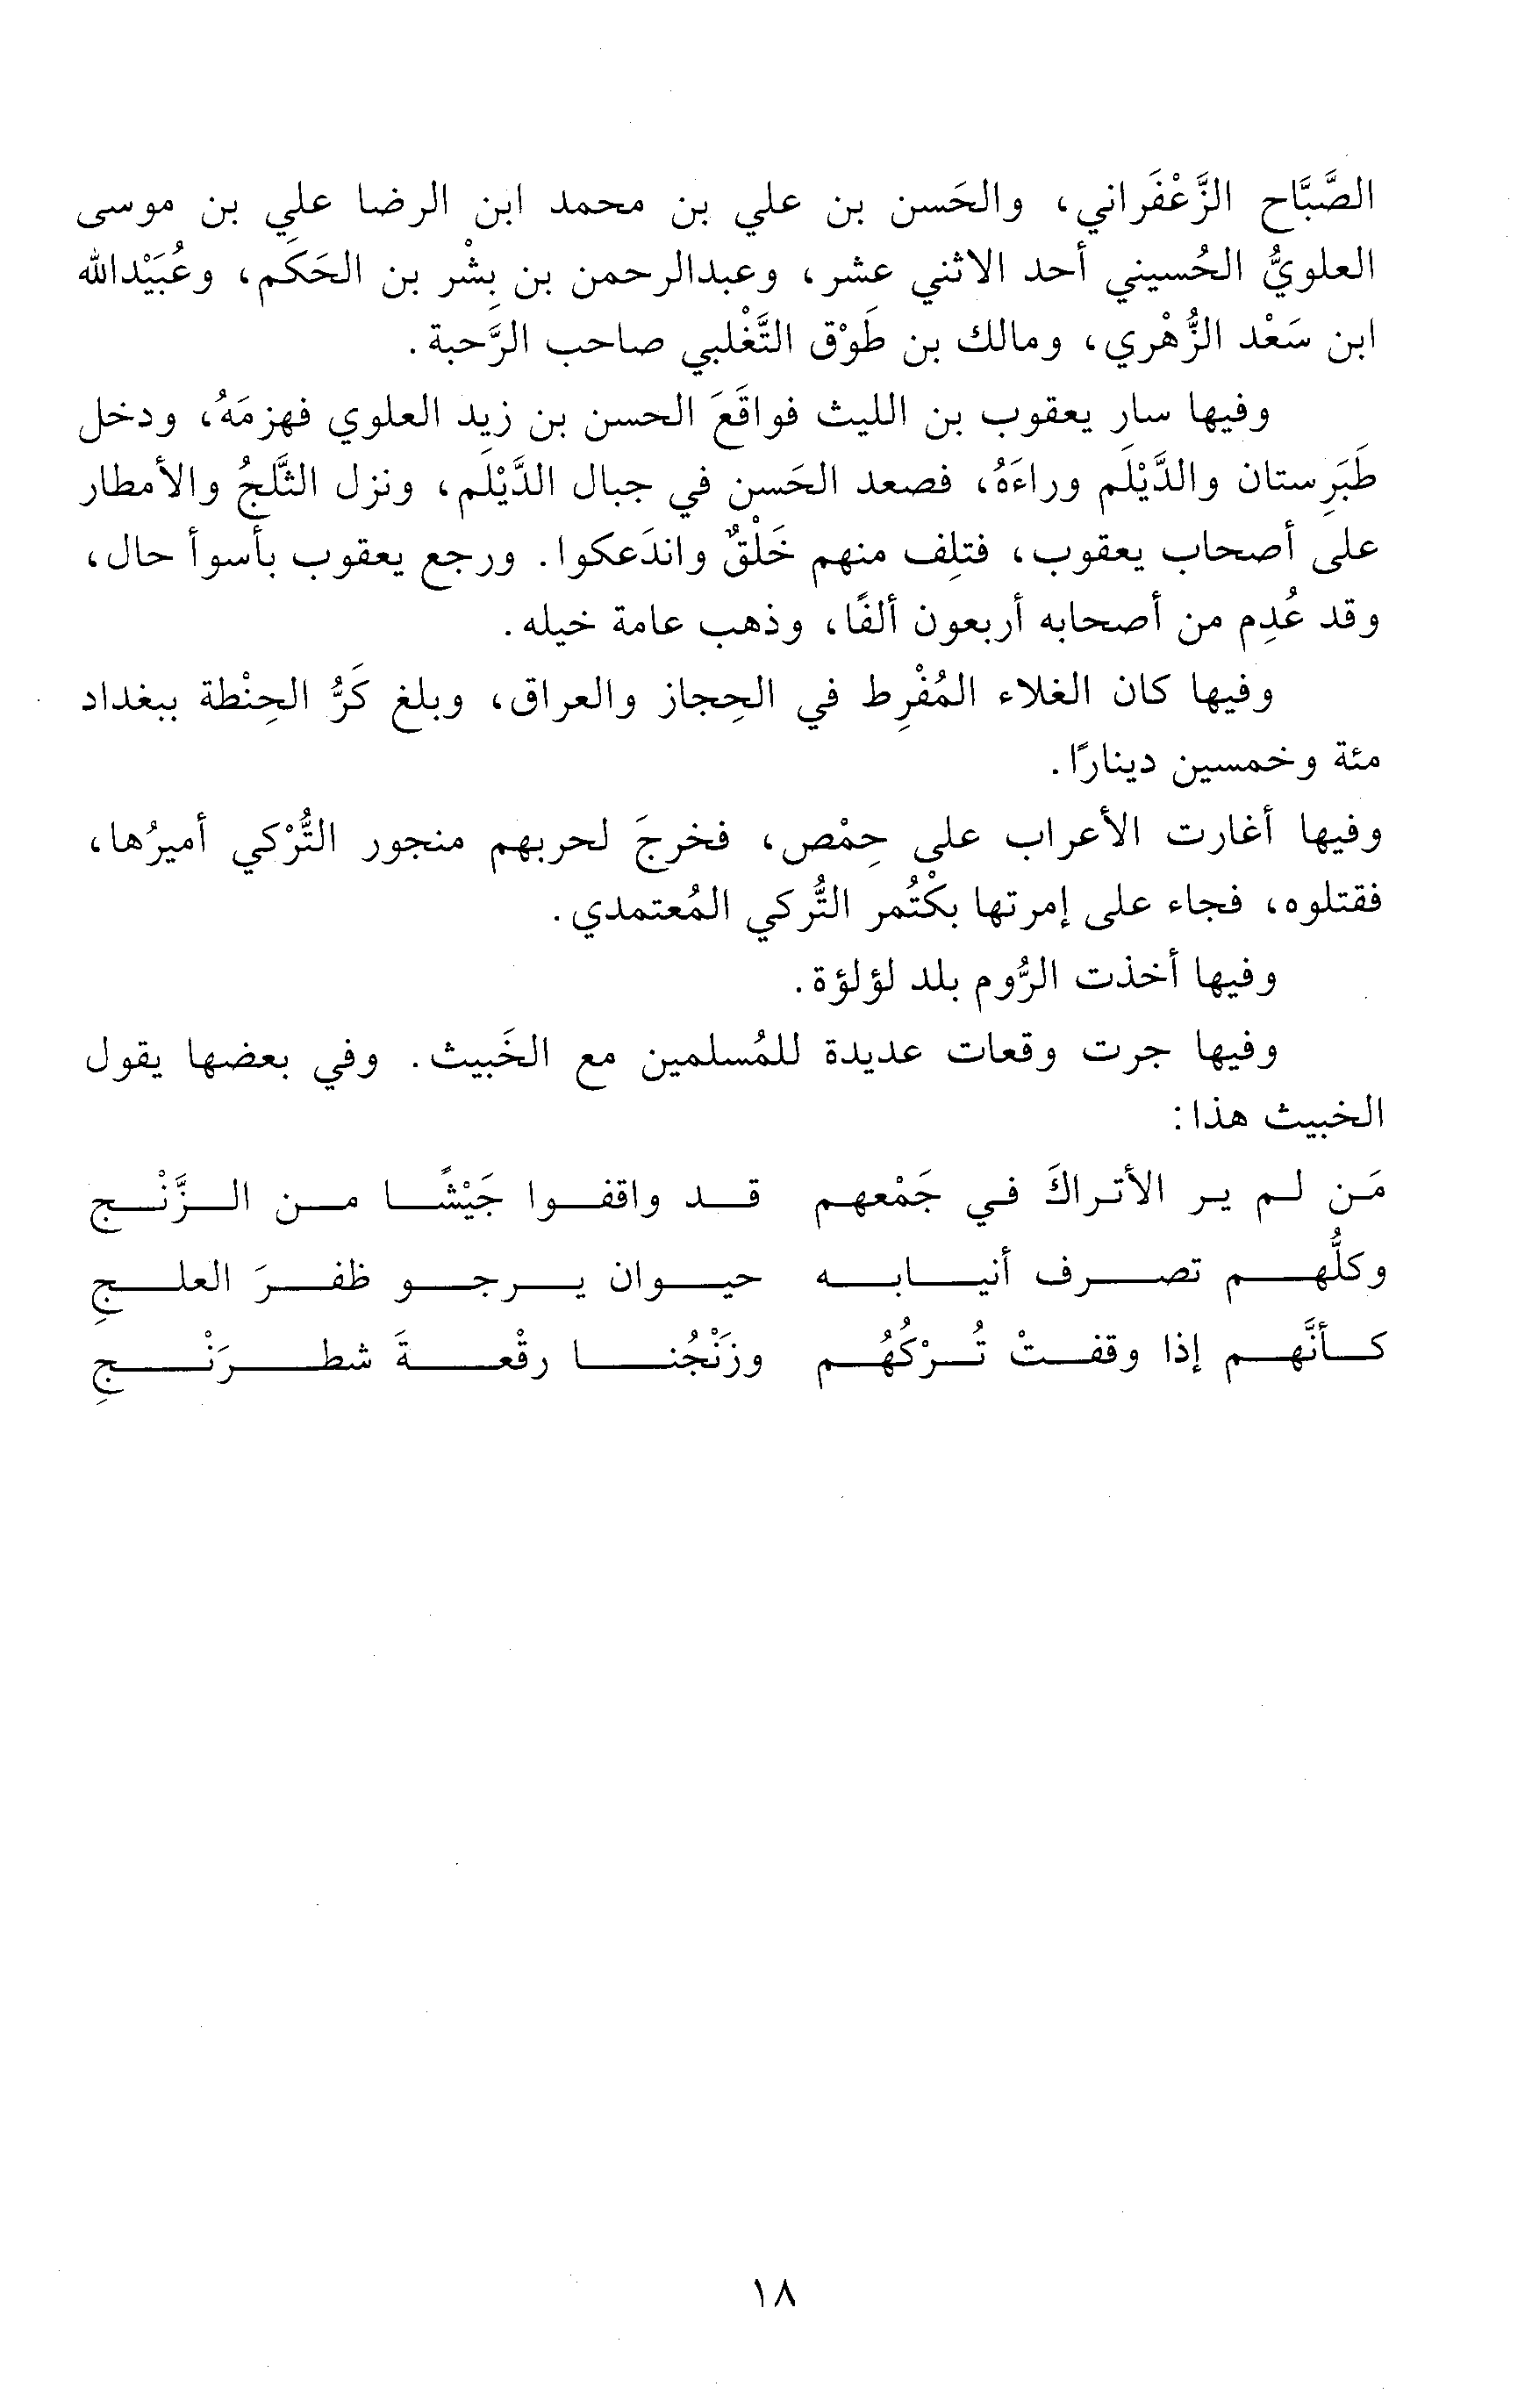 الصَّبَّاح الزَّعْفَراني، والحَسن بن علي بن محمد ابن الرضا علي بن موسى
العلويُّ الحُسيني أحد الاثني عشر، وعبدالرحمن بن بِشْر بن الحَكَم، وعُبَيْدالله
ابن سَعْد الزُّهْري، ومالك بن طَوْق التَّغْلبي صاحب الرَّحبة.
وفيها سار يعقوب بن الليث فواقَعَ الحسن بن زيد العلوي فهزمَهُ، ودخل
طَبَرِستان والدَّيْلَم وراءَهُ، فصعد الحَسن في جبال الدَّيْلَم، ونزل الثَّلجُ والأمطار
على أصحاب يعقوب، فتلِف منهم خَلْقٌ واندَعكوا. ورجع يعقوب بأسوأ حال،
وقد عُدِم من أصحابه أربعون ألفًا، وذهب عامة خيله.
وفيها كان الغلاء المُفْرِط في الحِجاز والعراق، وبلغ كَرُّ الحِنْطة ببغداد
مئة وخمسين دينارًا.
وفيها أغارت الأعراب على حِمْص، فخرجَ لحربهم منجور التُّرْكي أميرُها،
فقتلوه، فجاء على إمرتها بكْتُمر التُّركي المُعتمدي.
وفيها أخذت الرُّوم بلد لؤلؤة.
وفيها جرت وقعات عديدة للمُسلمين مع الخَبيث. وفي بعضها يقول
الخبيث هذا:
مَن لم ير الأتراكَ في جَمْعهم قد واقفوا جَيْشًا من الزَّنْج
وكلُّهم تصرف أنيابه حيوان يرجو ظفرَ العلجِ
كأنَّهم إذا وقفتْ تُرْكُهُم وزَنْجُنا رقْعةَ شطرَنْجِ
١٨